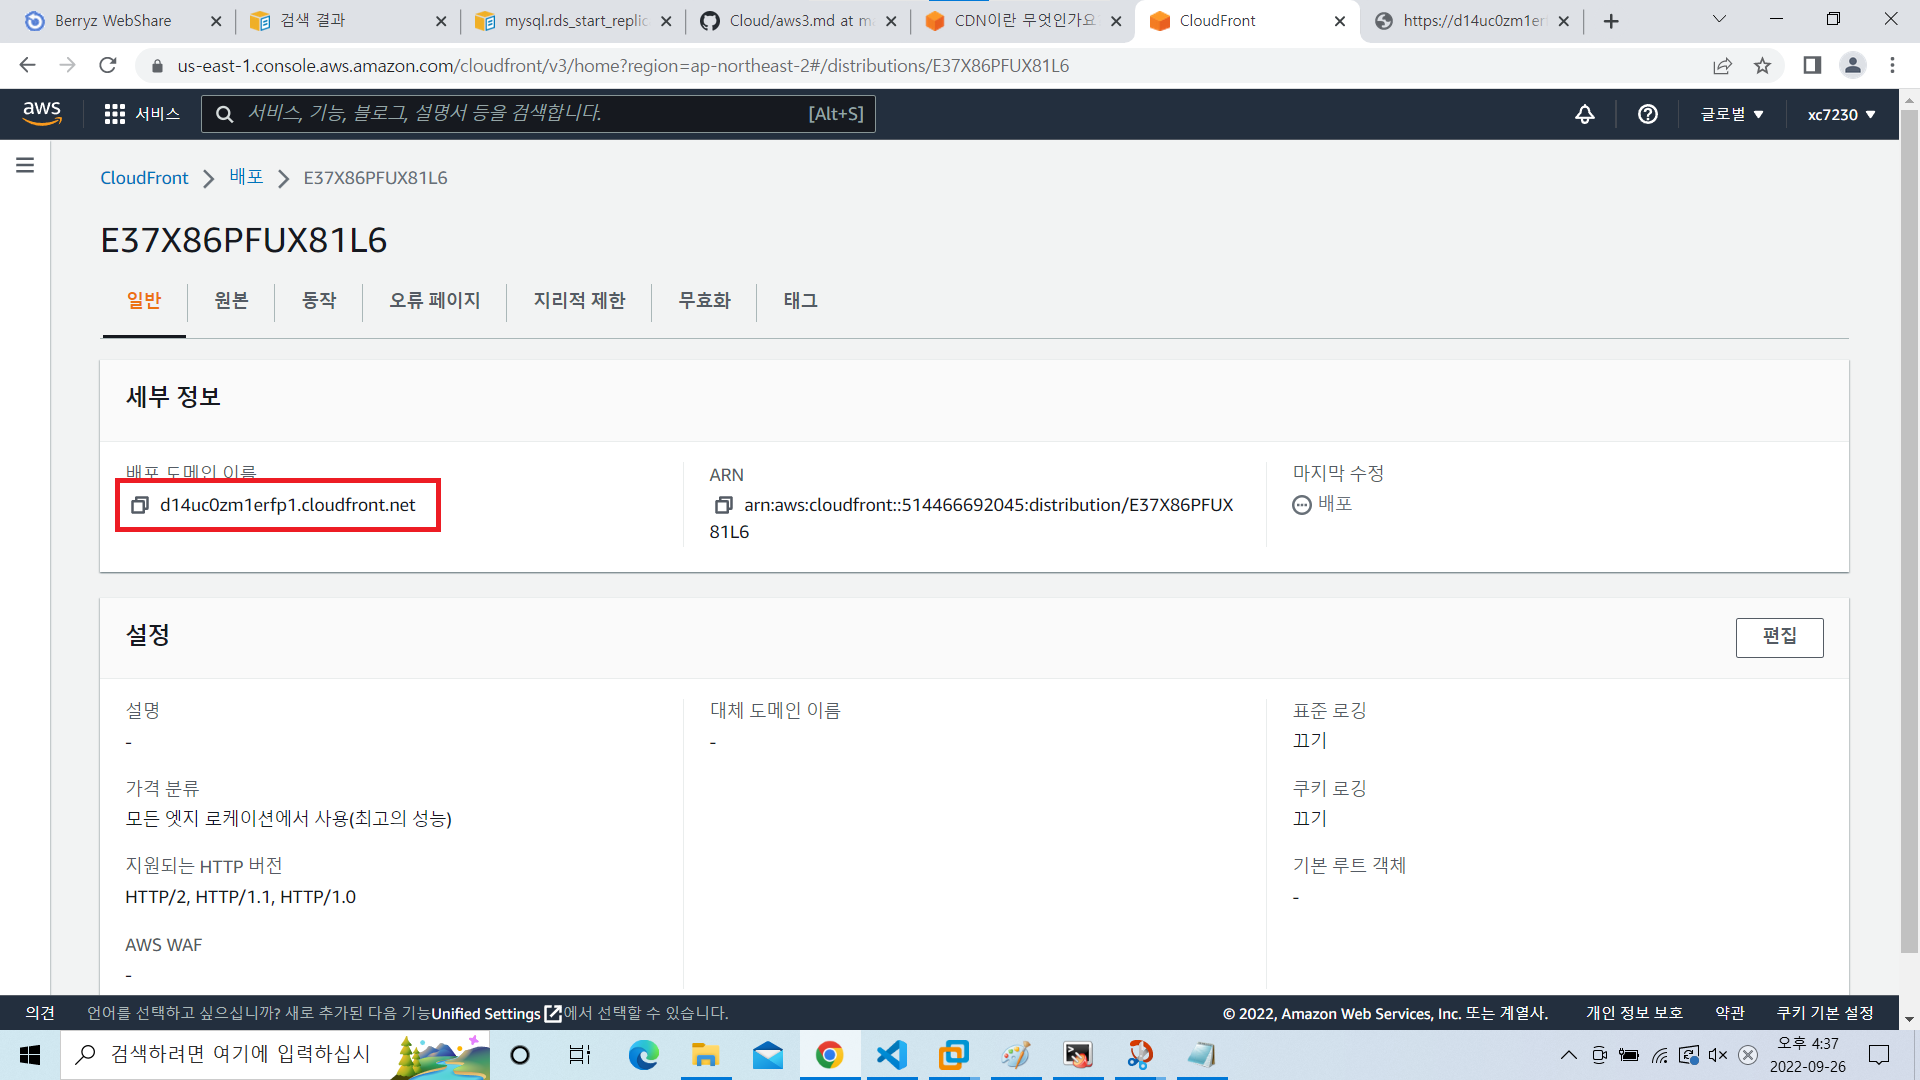 Berryz WebShare
검색 결과
mysql.rds_start_replic
Cloud/aws3.md at ma
CDN이란 무엇인가요
CloudFront
https://d14uc0zm1erf
us-east-1.console.aws.amazon.com/cloudfront/v3/home?region=ap-northeast-2#/distributions/E37X86PFUX81L6
aws
서비스
서비스, 기능, 블로그, 설명서 등을 검색합니다.
[Alt+S]
글로벌
xc7230
CloudFront
배포
E37X86PFUX81L6
E37X86PFUX81L6
일반
원본
동작
오류 페이지
지리적 제한
무효화
태그
세부 정보
배포 도메인 이름
d14uc0zm1erfp1.cloudfront.net
ARN
arn:aws:cloudfront::514466692045:distribution/E37X86PFUX
81L6
마지막 수정
배포
설정
편집
설명
-
가격 분류
모든 엣지 로케이션에서 사용(최고의 성능)
지원되는 HTTP 버전
HTTP/2, HTTP/1.1, HTTP/1.0
AWS WAF
-
대체 도메인 이름
-
표준 로깅
끄기
쿠키 로깅
끄기
기본 루트 객체
-
의견
언어를 선택하고 싶으십니까? 새로 추가된 다음 기능Unified Settings에서 선택할 수 있습니다.
© 2022, Amazon Web Services, Inc. 또는 계열사.
개인 정보 보호
약관
쿠키 기본 설정
검색하려면 여기에 입력하십시
오후 4:37
2022-09-26